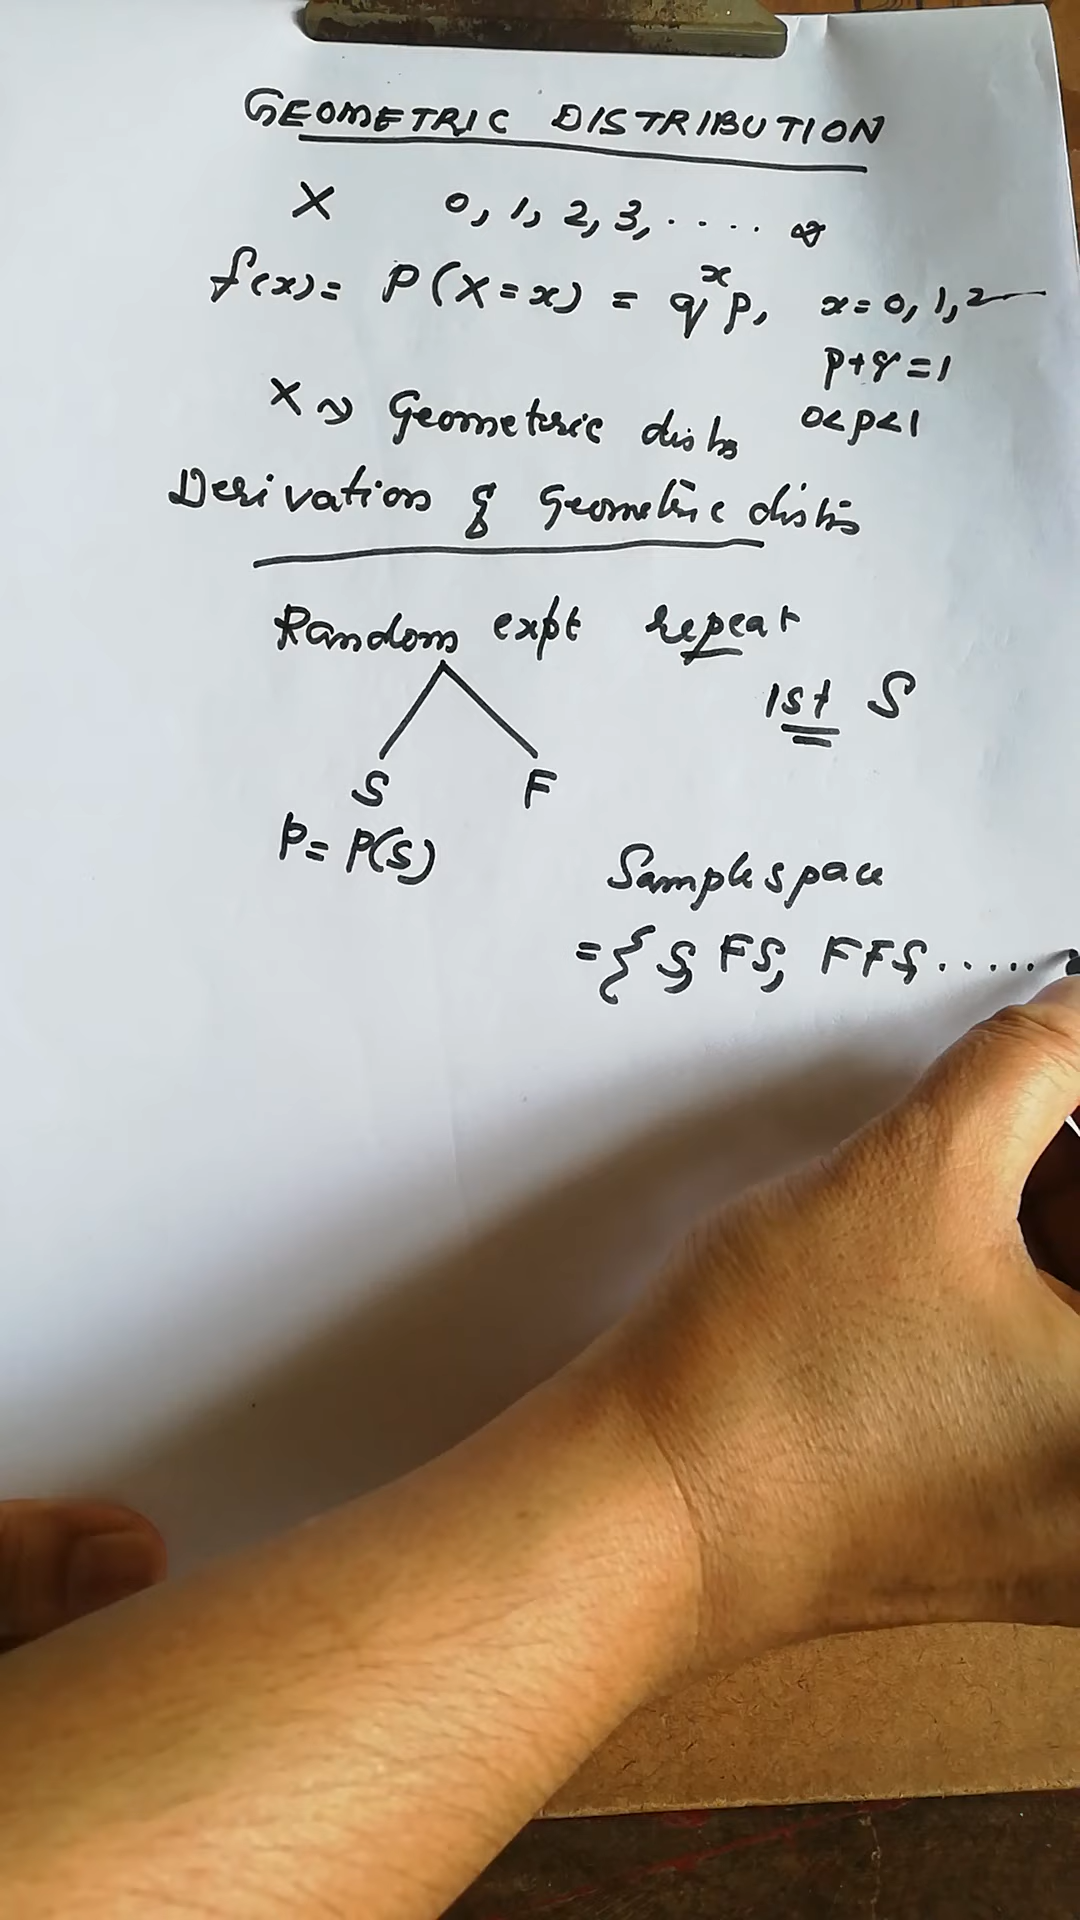 GEOMETRIC DISTRIBUTION
X 0, 1, 2, 3, ..... ∞
f(x) = P(X=x) = q^x p, x = 0, 1, 2—
p+q=1
X ~ Geometric distn 0<p<1
Derivation of Geometric distn
Random expt repeat
1st S
S F
p = P(S)
Sample space
= { S, FS, FFS, .....